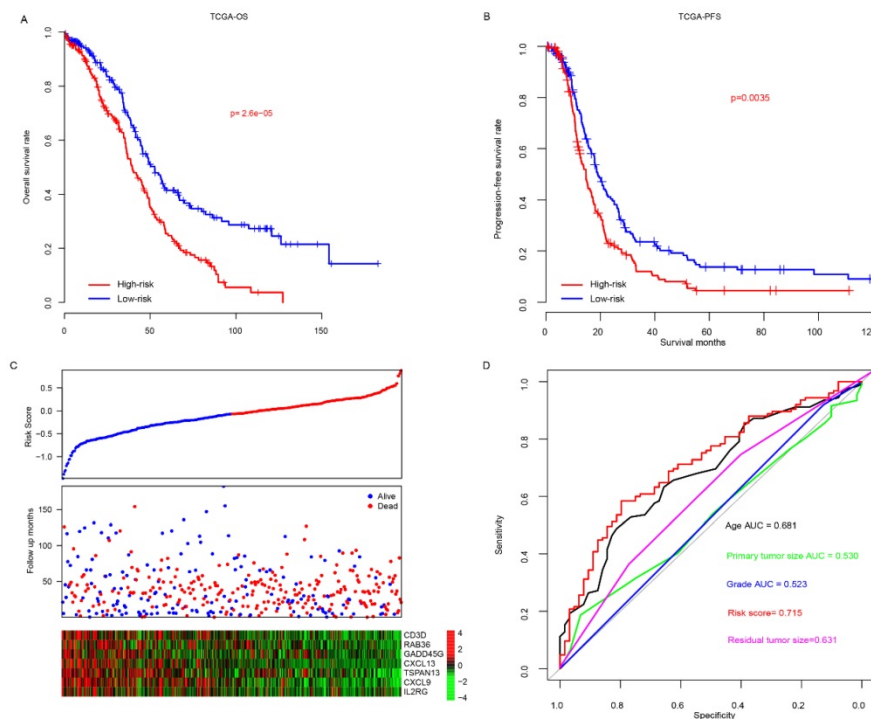 A
TCGA-OS
Overall survival rate
0.0 0.2 0.4 0.6 0.8 1.0
p= 2.6e-05
High-risk
Low-risk
0 50 100 150
B
TCGA-PFS
Progression-free survival rate
0.0 0.2 0.4 0.6 0.8 1.0
p=0.0035
High-risk
Low-risk
0 20 40 60 80 100 120
Survival months
C
Risk Score
0.5
0.0
-0.5
-1.0
Follow up months
150
100
50
Alive
Dead
CD3D
RAB36
GADD45G
CXCL13
TSPAN13
CXCL9
IL2RG
4
2
0
−2
−4
D
Sensitivity
0.0 0.2 0.4 0.6 0.8 1.0
Age AUC = 0.681
Primary tumor size AUC = 0.530
Grade AUC = 0.523
Risk score= 0.715
Residual tumor size=0.631
1.0 0.8 0.6 0.4 0.2 0.0
Specificity